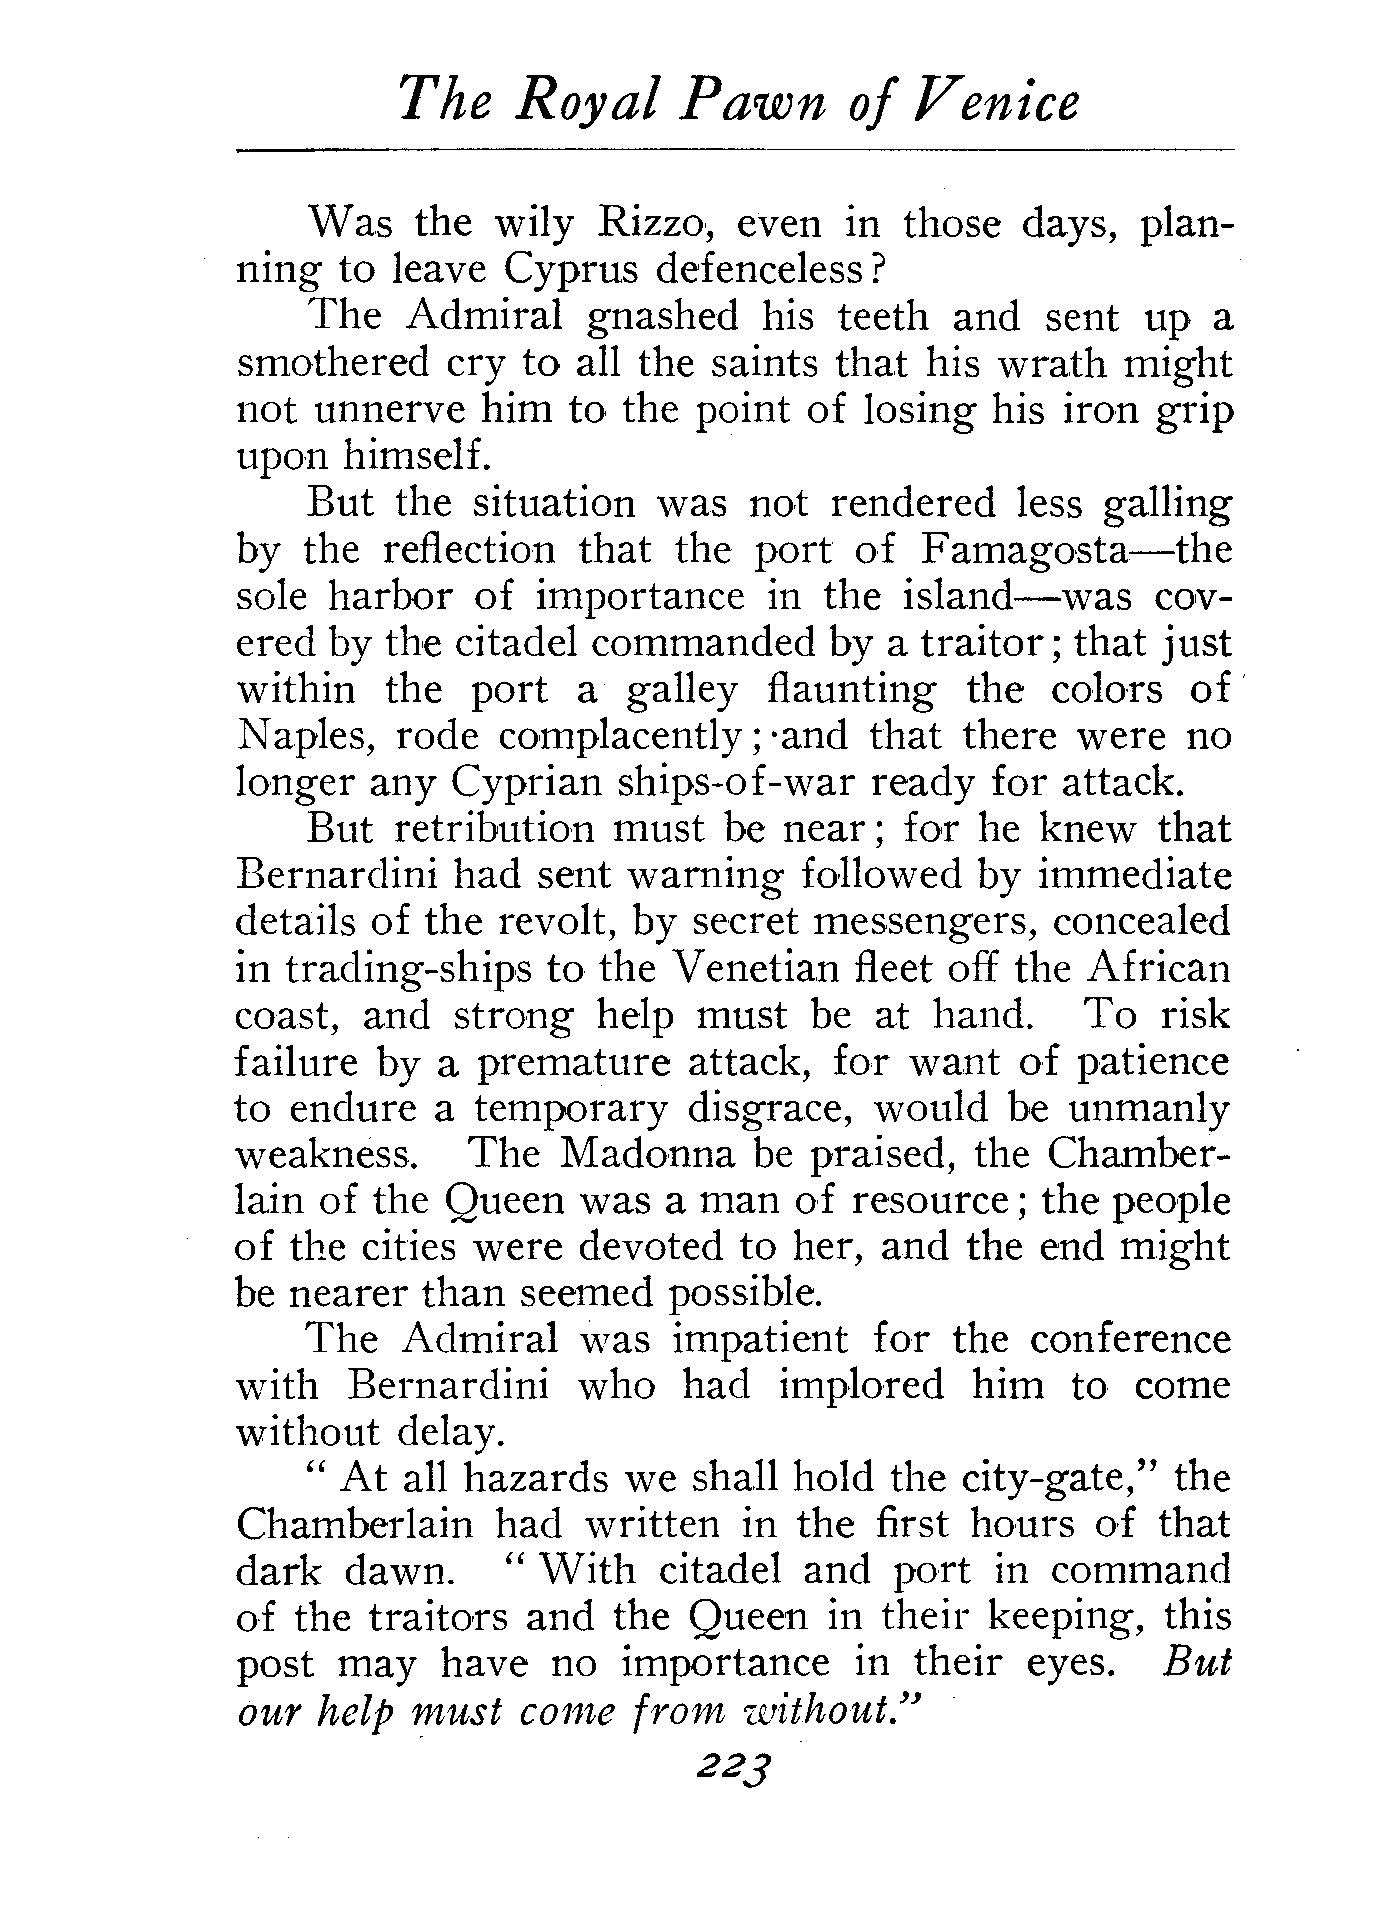 The Royal Pawn of Venice
Was the wily Rizzo, even in those days, plan-
ning to leave Cyprus defenceless?
The Admiral gnashed his teeth and sent up a
smothered cry to all the saints that his wrath might
not unnerve him to the point of losing his iron grip
upon himself.
But the situation was not rendered less galling
by the reflection that the port of Famagosta—the
sole harbor of importance in the island—was cov-
ered by the citadel commanded by a traitor; that just
within the port a galley flaunting the colors of
Naples, rode complacently; and that there were no
longer any Cyprian ships-of-war ready for attack.
But retribution must be near; for he knew that
Bernardini had sent warning followed by immediate
details of the revolt, by secret messengers, concealed
in trading-ships to the Venetian fleet off the African
coast, and strong help must be at hand. To risk
failure by a premature attack, for want of patience
to endure a temporary disgrace, would be unmanly
weakness. The Madonna be praised, the Chamber-
lain of the Queen was a man of resource; the people
of the cities were devoted to her, and the end might
be nearer than seemed possible.
The Admiral was impatient for the conference
with Bernardini who had implored him to come
without delay.
"At all hazards we shall hold the city-gate," the
Chamberlain had written in the first hours of that
dark dawn. "With citadel and port in command
of the traitors and the Queen in their keeping, this
post may have no importance in their eyes. But
our help must come from without."
223